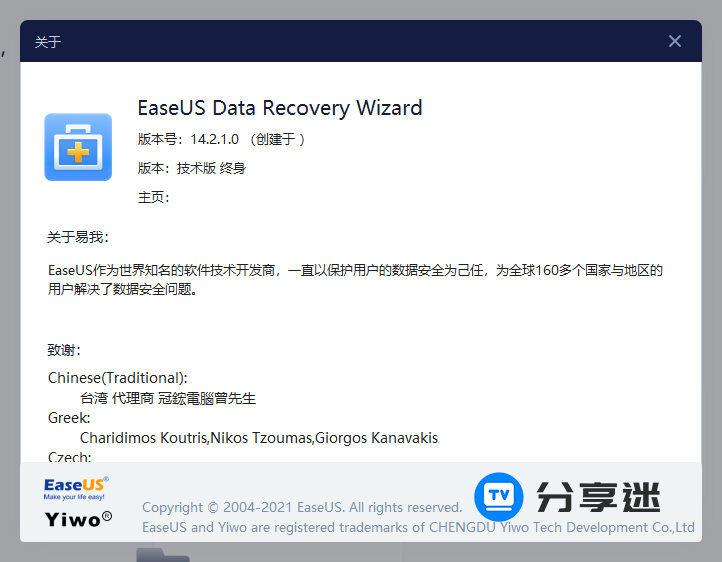 关于
EaseUS Data Recovery Wizard
版本号：14.2.1.0 （创建于 ）
版本：技术版 终身
主页：
关于易我：
EaseUS作为世界知名的软件技术开发商，一直以保护用户的数据安全为己任，为全球160多个国家与地区的
用户解决了数据安全问题。
致谢：
Chinese(Traditional):
台湾 代理商 冠鋐電腦曾先生
Greek:
Charidimos Koutris,Nikos Tzoumas,Giorgos Kanavakis
Czech:
EaseUS®
Make your life easy!
Yiwo®
TV 分享迷
Copyright © 2004-2021 EaseUS. All rights reserved.
EaseUS and Yiwo are registered trademarks of CHENGDU Yiwo Tech Development Co.,Ltd